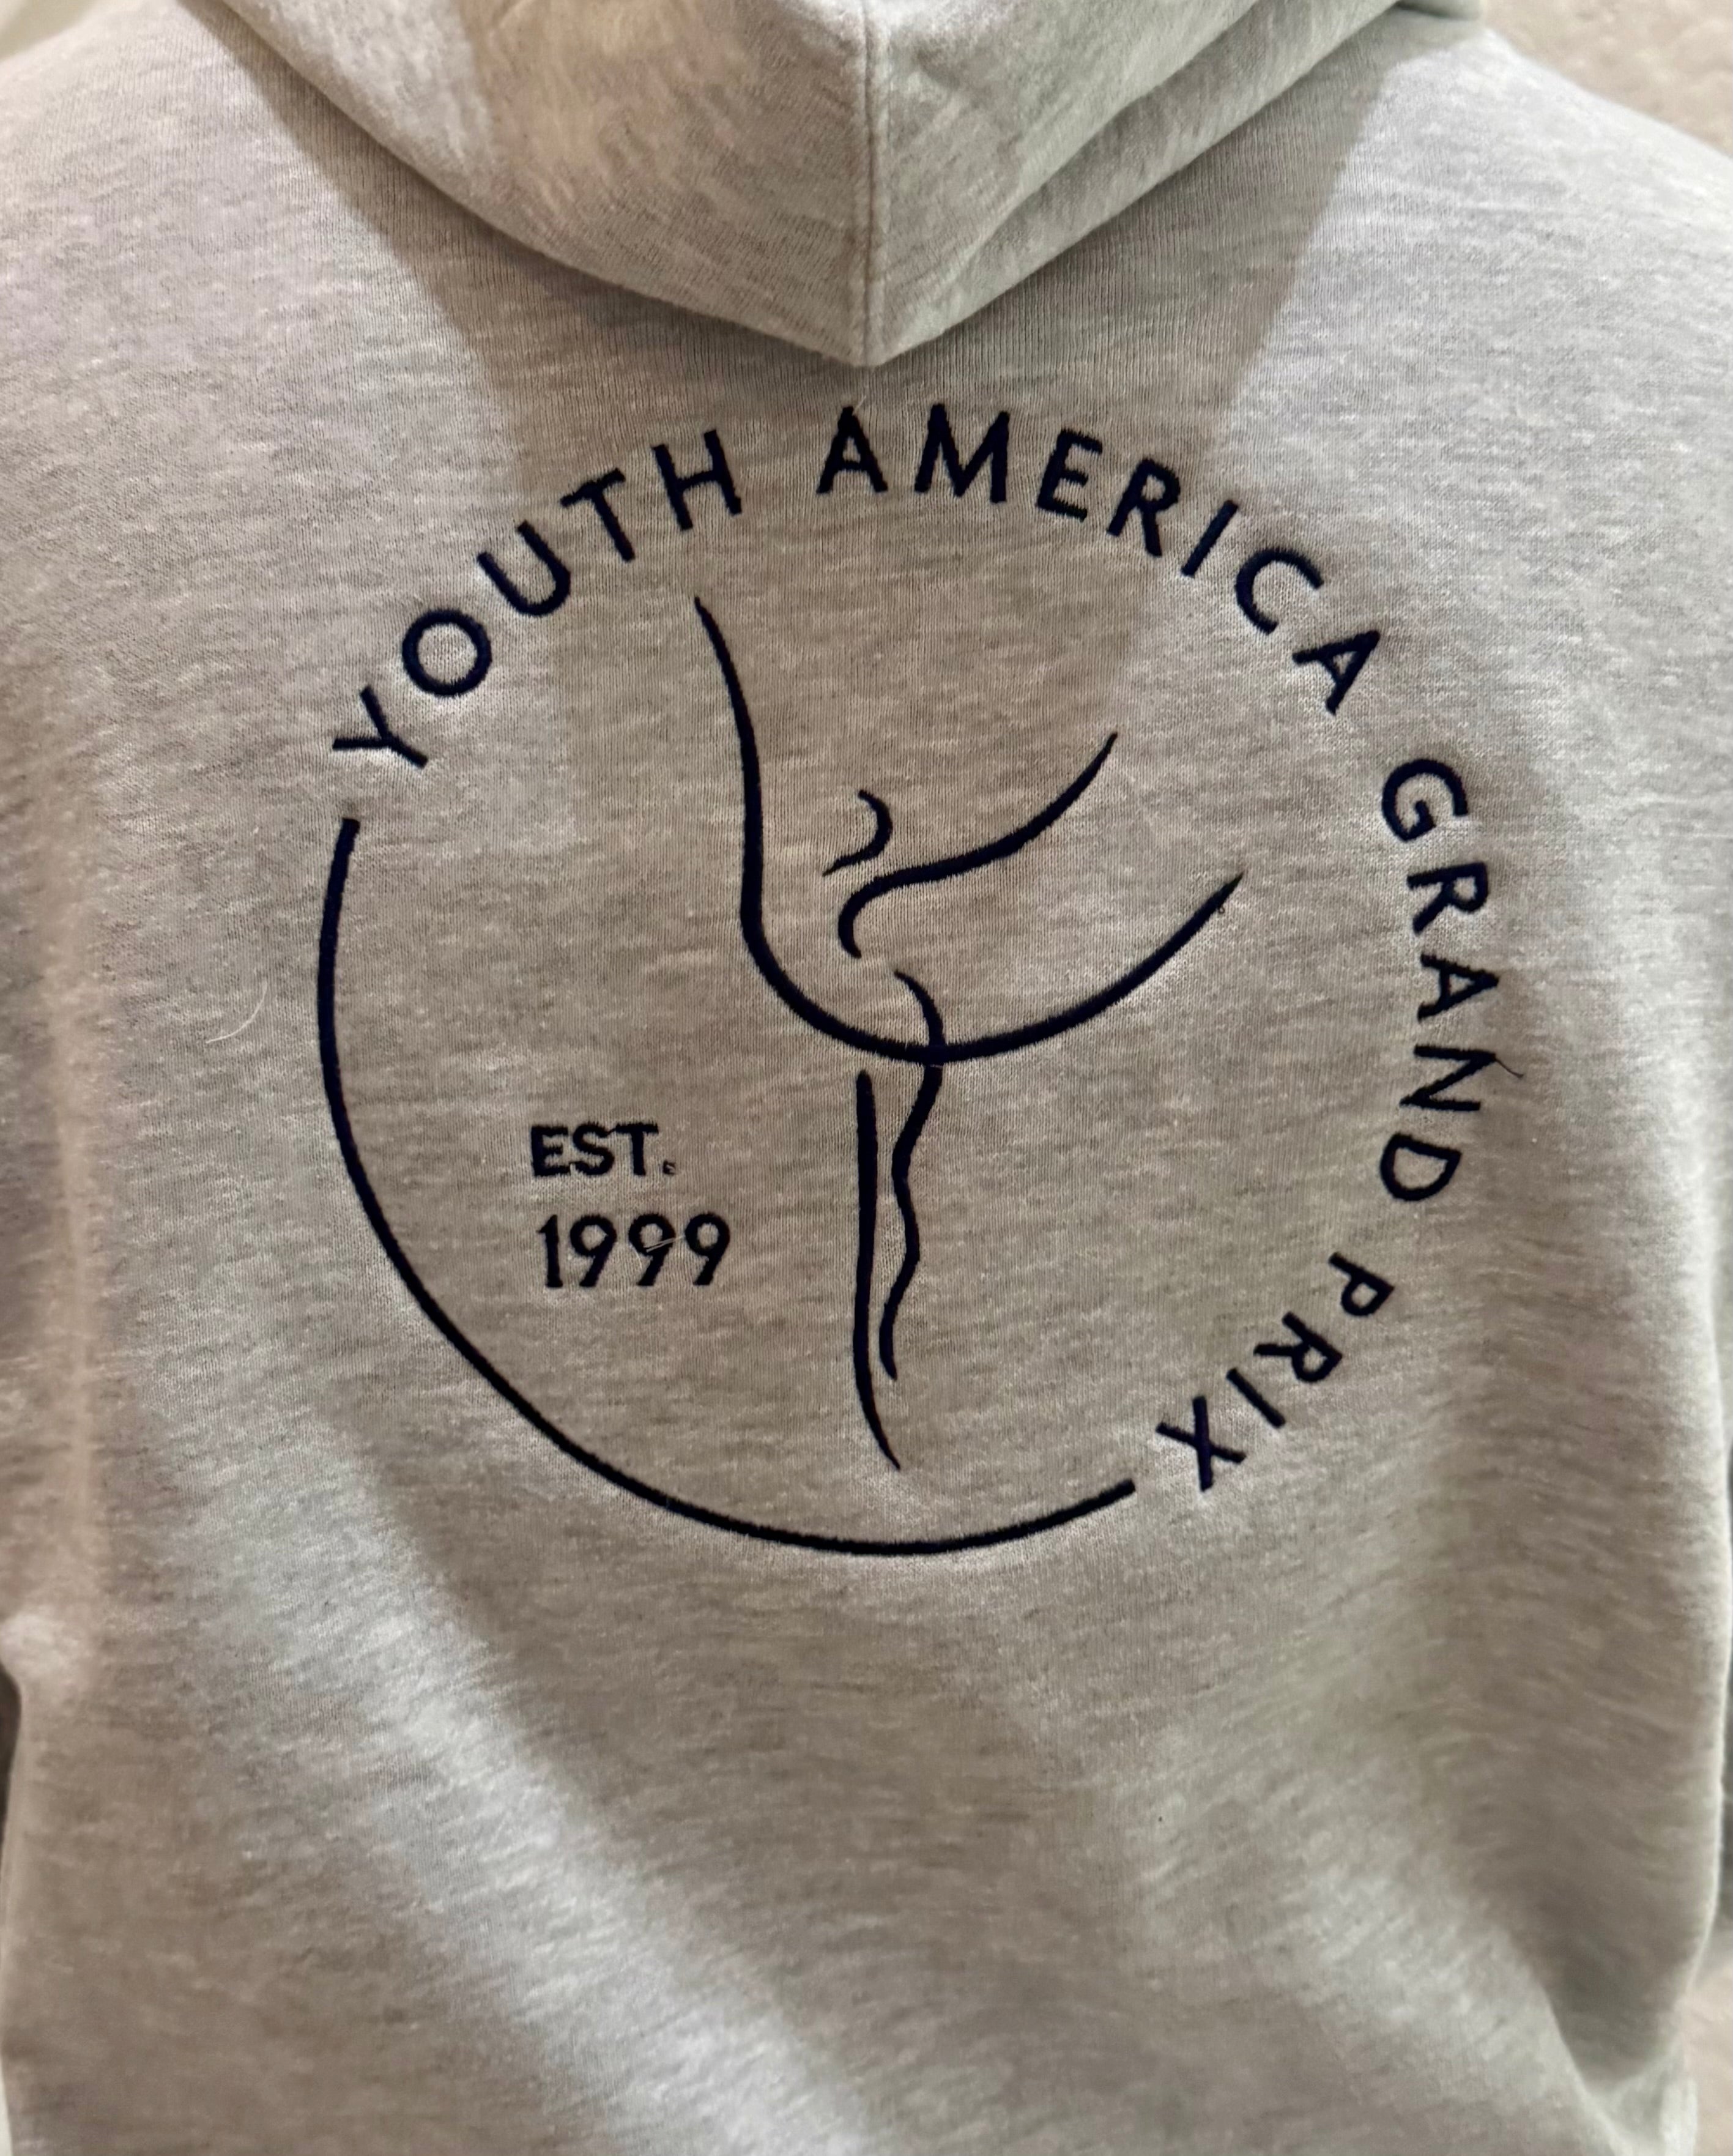 YOUTH AMERICA GRAND PRIX
EST.
1999